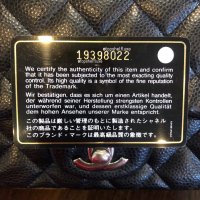 19398022
We certify the authenticity of this item and confirm
that it has been subjected to the most exacting quality
control. Its high quality is a symbol of the fine reputation
of the Trademark.
Wir bestätigen, dass es sich um einen Artikel handelt,
der während seiner Herstellung strengsten Kontrollen
unterworfen war, und dessen erstklassige Qualität
dem hohen Ansehen unserer Marke entspricht.
この製品は厳しい管理のもとに製造されたシャネル
社の商品であることを証明いたします。
このブランド・マークは最高品質の象徴です。